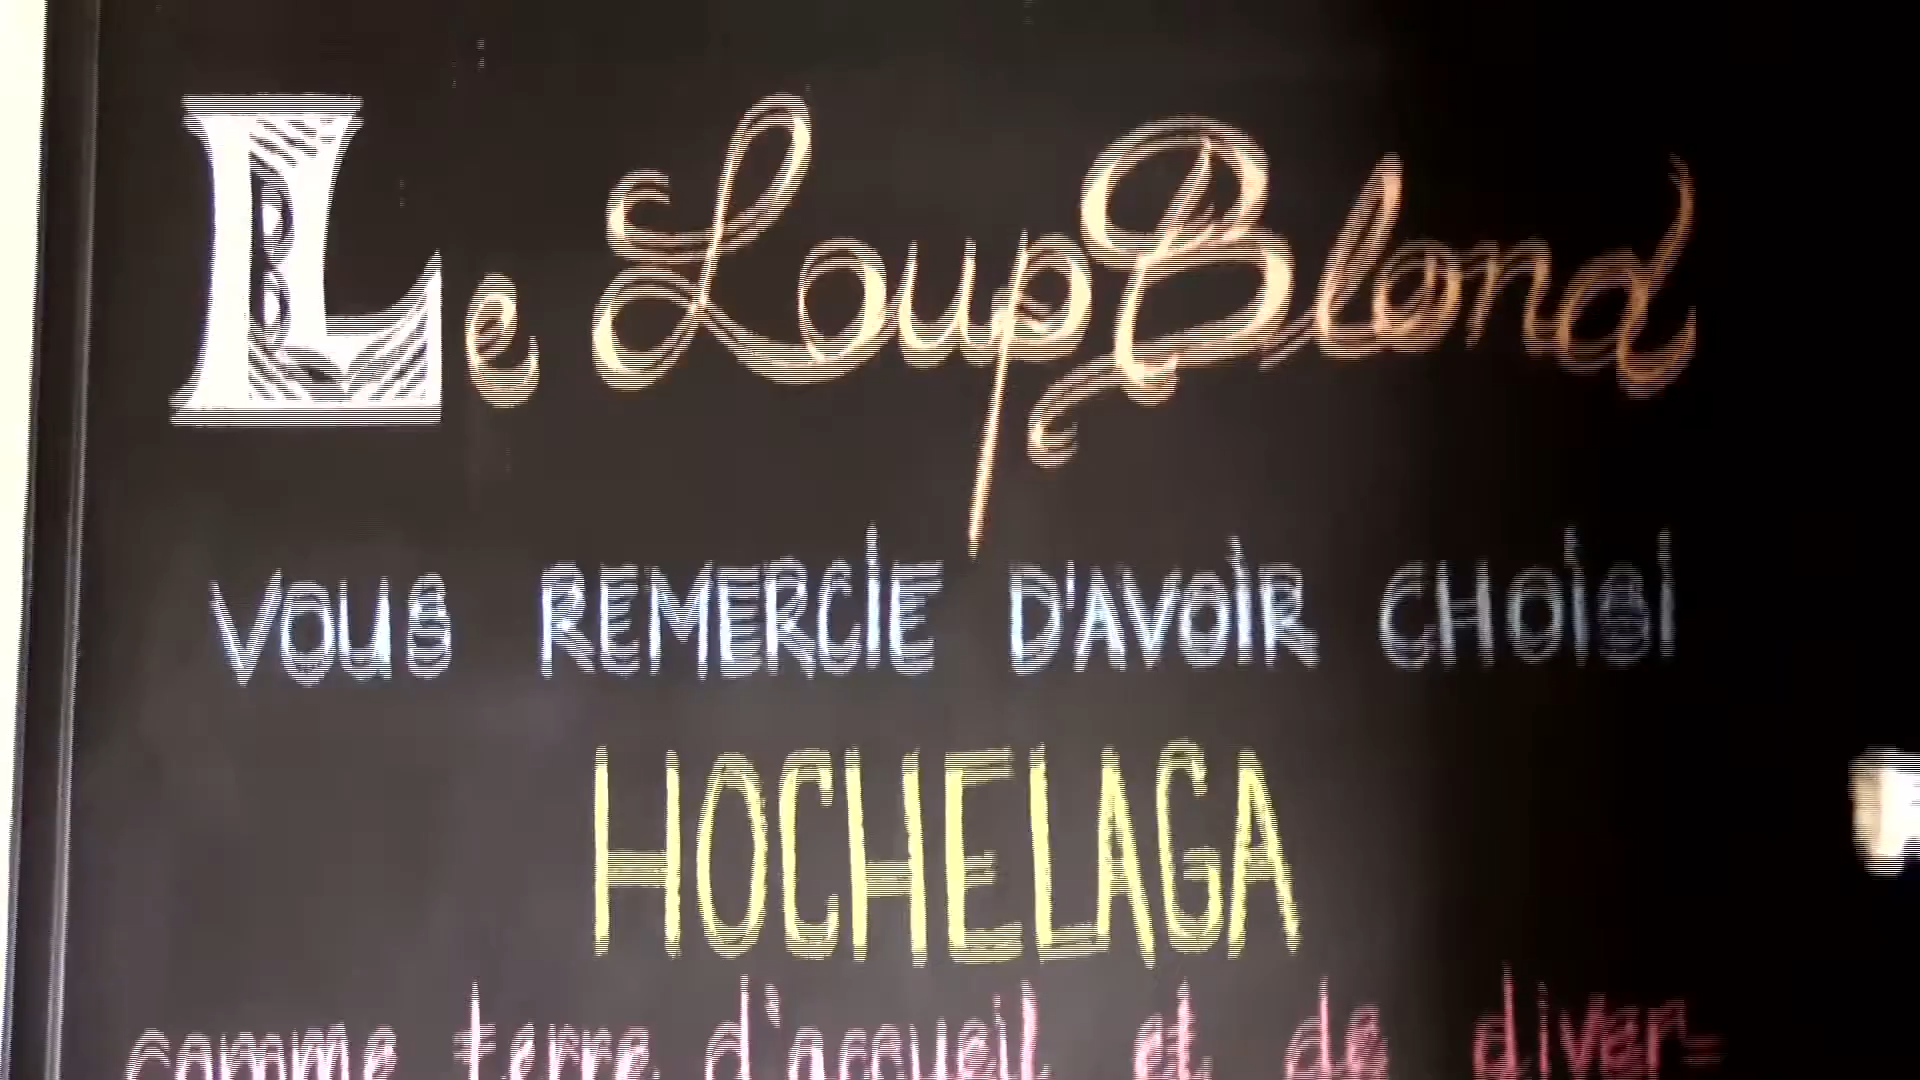 Le Loup Blond
VOUS REMERCIE D'AVOIR CHOISI
HOCHELAGA
comme terre d'accueil et de diver-